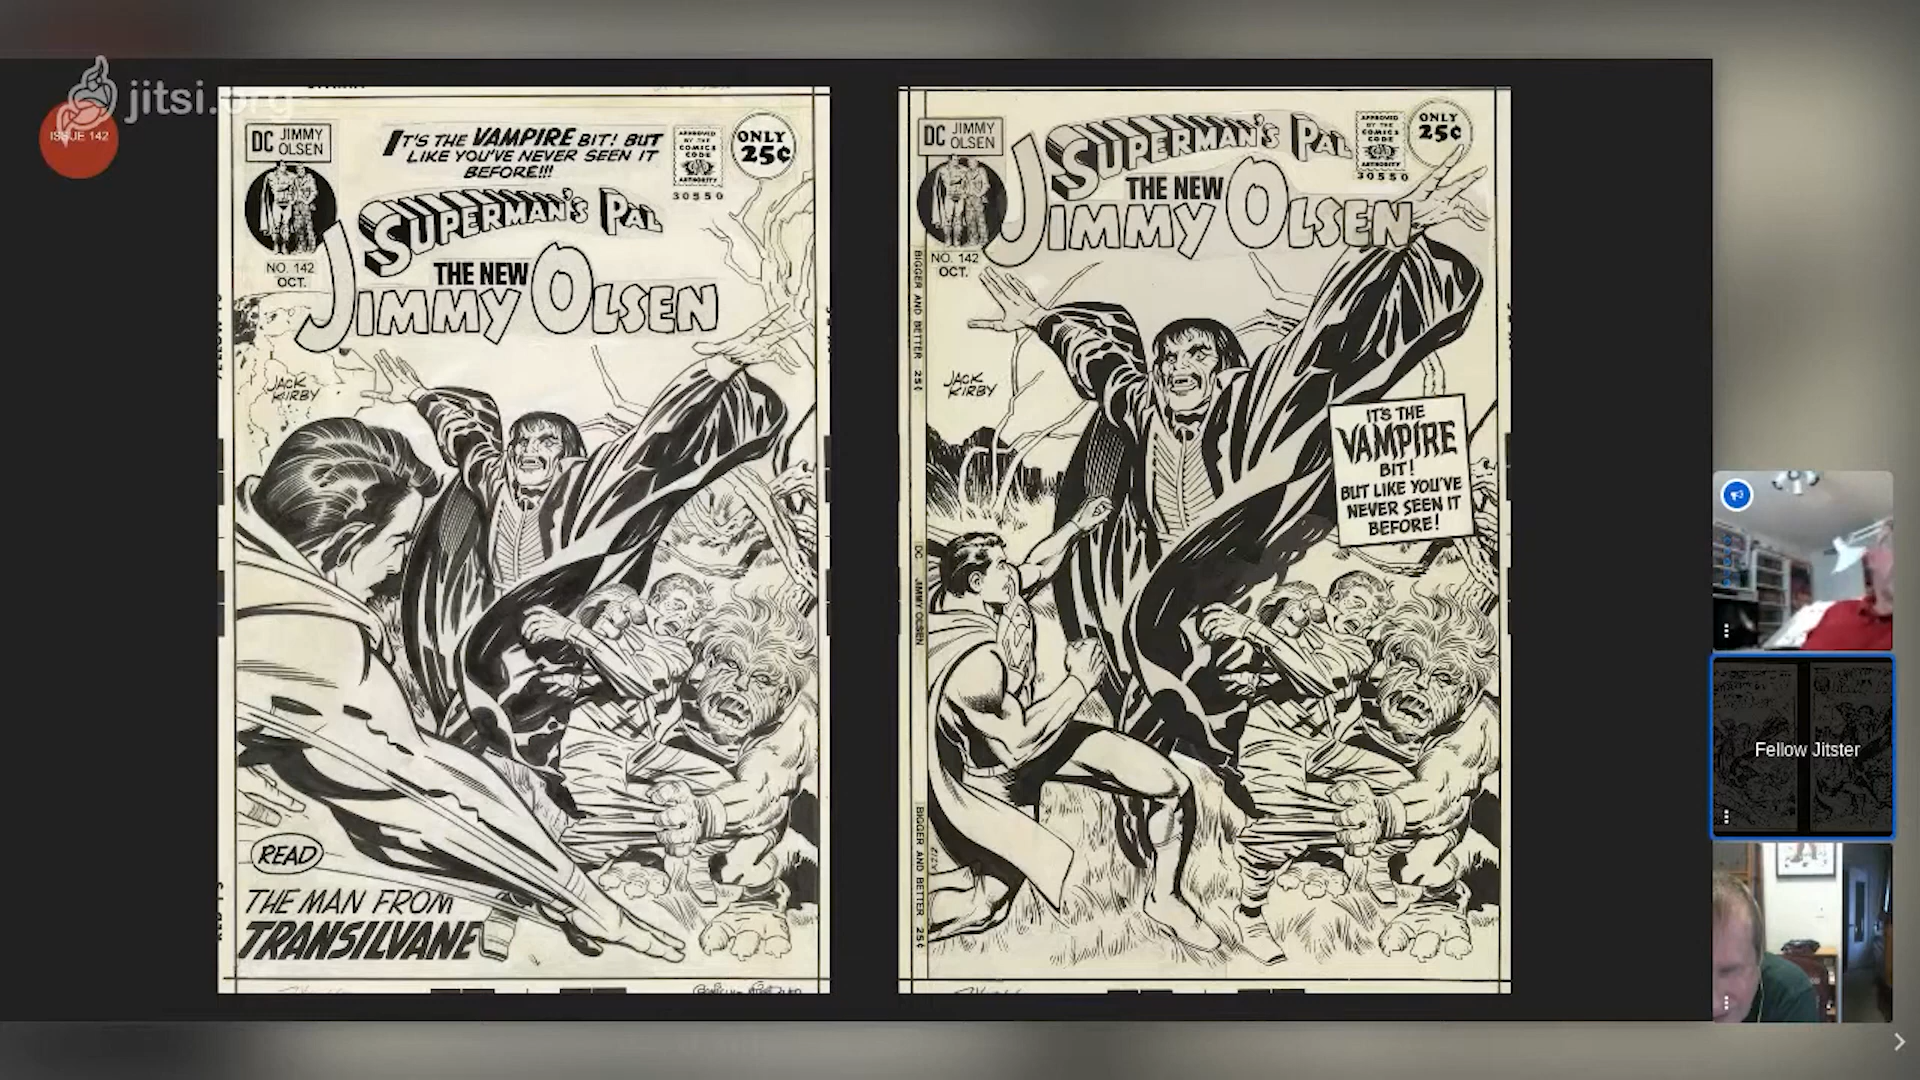 jitsi.org
ISSUE 142
DC JIMMY OLSEN
IT'S THE VAMPIRE BIT! BUT
LIKE YOU'VE NEVER SEEN IT
BEFORE!!!
APPROVED
BY THE
COMICS
CODE
AUTHORITY
30550
ONLY
25¢
SUPERMAN'S PAL
THE NEW
JIMMY OLSEN
NO. 142
OCT.
JACK
KIRBY
READ
THE MAN FROM
TRANSILVANE
DC JIMMY OLSEN
SUPERMAN'S PAL
THE NEW
JIMMY OLSEN
APPROVED
BY THE
COMICS
CODE
AUTHORITY
30550
ONLY
25¢
NO. 142
OCT.
BIGGER AND BETTER 25¢
JACK
KIRBY
IT'S THE
VAMPIRE
BIT!
BUT LIKE YOU'VE
NEVER SEEN IT
BEFORE!
DC JIMMY OLSEN
BIGGER AND BETTER 25¢
Fellow Jitster